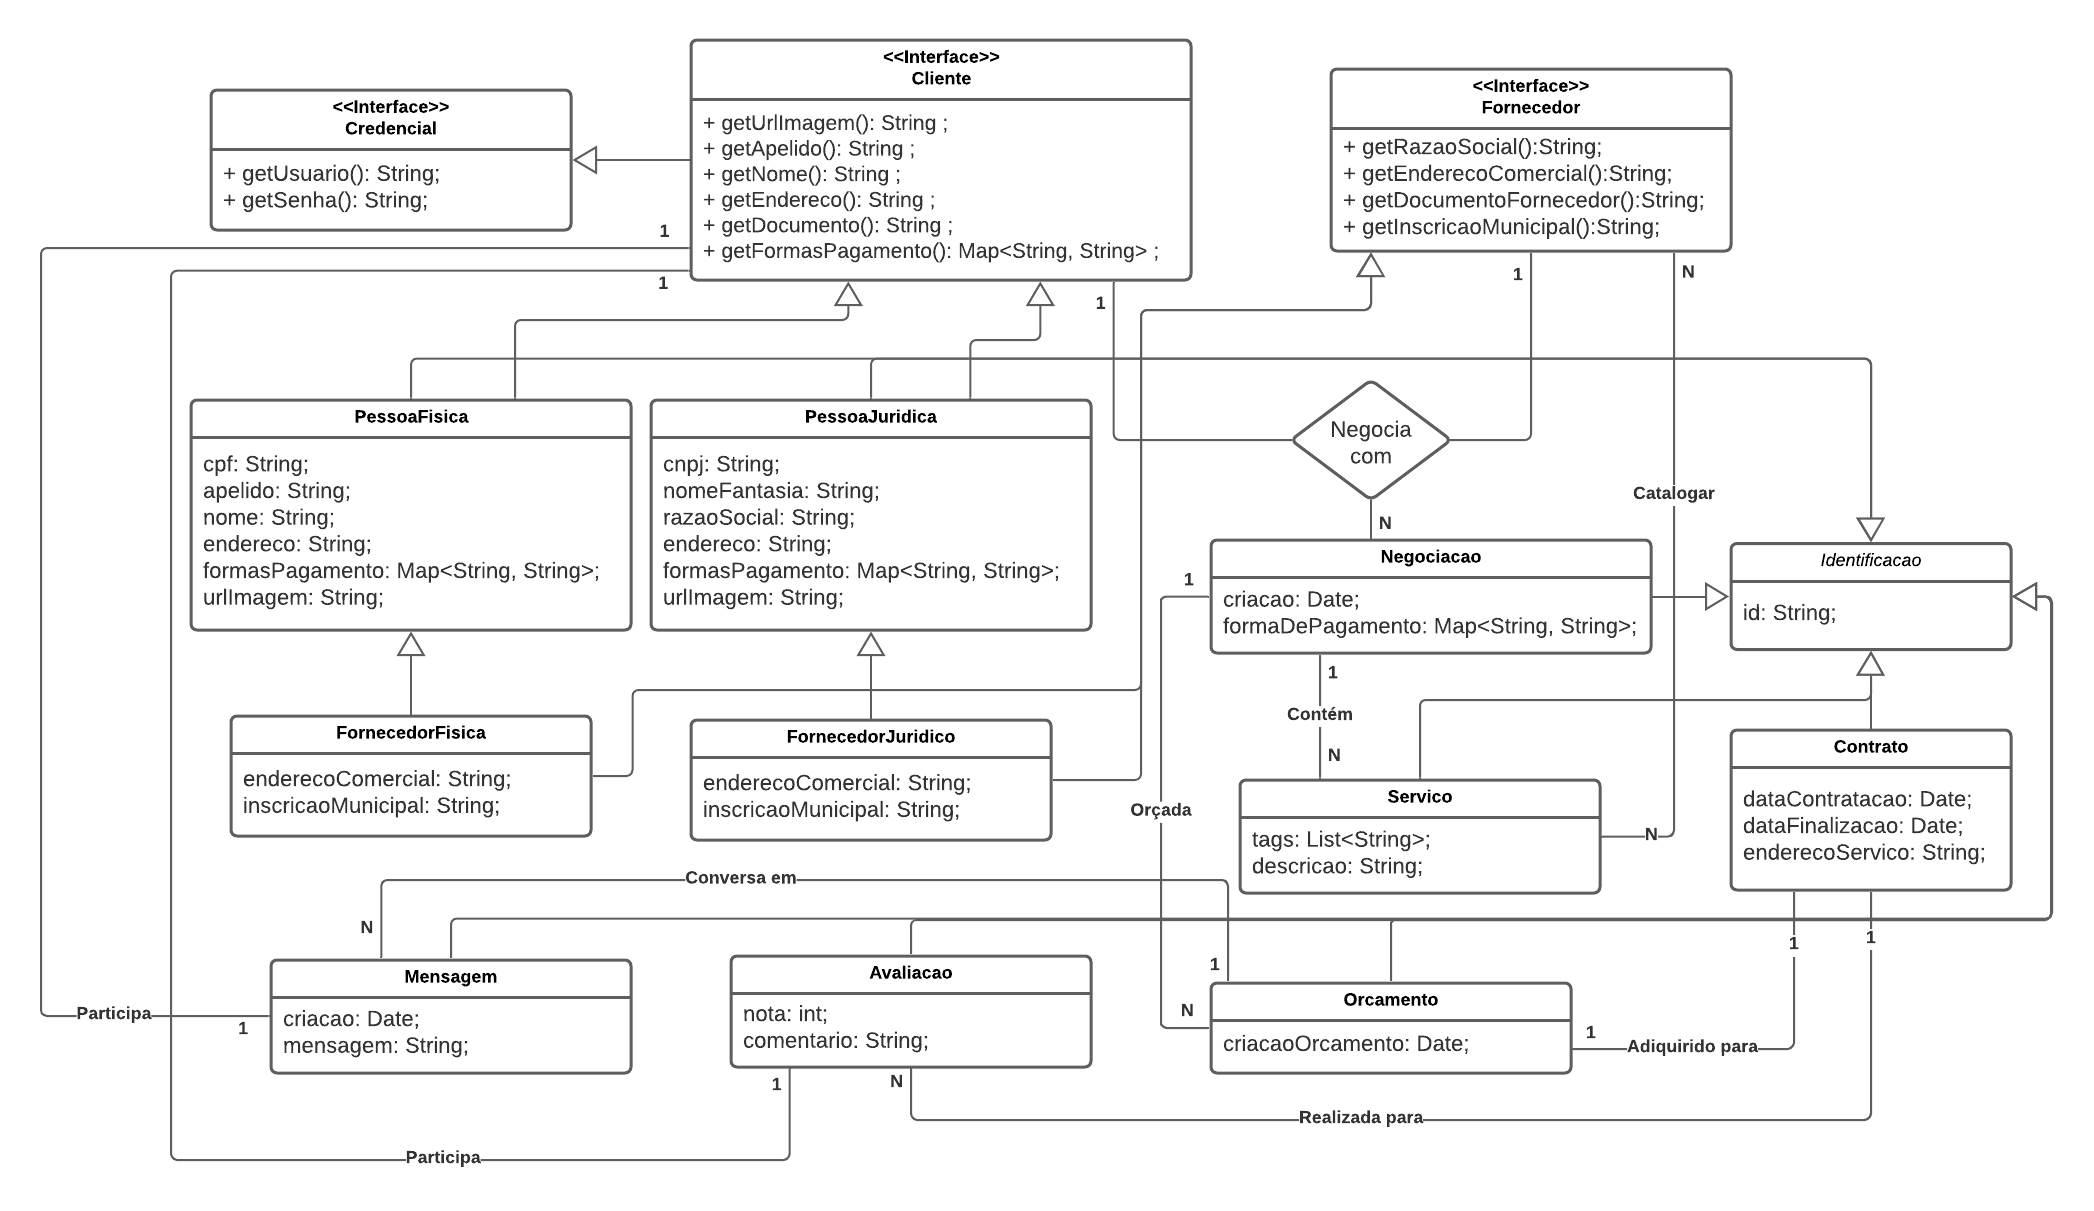 <<Interface>>
Cliente
+ getUrlImagem(): String ;
+ getApelido(): String ;
+ getNome(): String ;
+ getEndereco(): String ;
+ getDocumento(): String ;
+ getFormasPagamento(): Map<String, String> ;
<<Interface>>
Fornecedor
+ getRazaoSocial():String;
+ getEnderecoComercial():String;
+ getDocumentoFornecedor():String;
+ getInscricaoMunicipal():String;
<<Interface>>
Credencial
+ getUsuario(): String;
+ getSenha(): String;
1
1
1
1
N
PessoaFisica
cpf: String;
apelido: String;
nome: String;
endereco: String;
formasPagamento: Map<String, String>;
urlImagem: String;
PessoaJuridica
cnpj: String;
nomeFantasia: String;
razaoSocial: String;
endereco: String;
formasPagamento: Map<String, String>;
urlImagem: String;
Negocia
com
N
Catalogar
Negociacao
criacao: Date;
formaDePagamento: Map<String, String>;
1
Identificacao
id: String;
1
Contém
N
FornecedorFisica
enderecoComercial: String;
inscricaoMunicipal: String;
FornecedorJuridico
enderecoComercial: String;
inscricaoMunicipal: String;
Orçada
Servico
tags: List<String>;
descricao: String;
N
Contrato
dataContratacao: Date;
dataFinalizacao: Date;
enderecoServico: String;
Conversa em
N
1
1
1
Mensagem
criacao: Date;
mensagem: String;
Participa
1
Avaliacao
nota: int;
comentario: String;
N
Orcamento
criacaoOrcamento: Date;
1
Adiquirido para
1
N
Realizada para
Participa